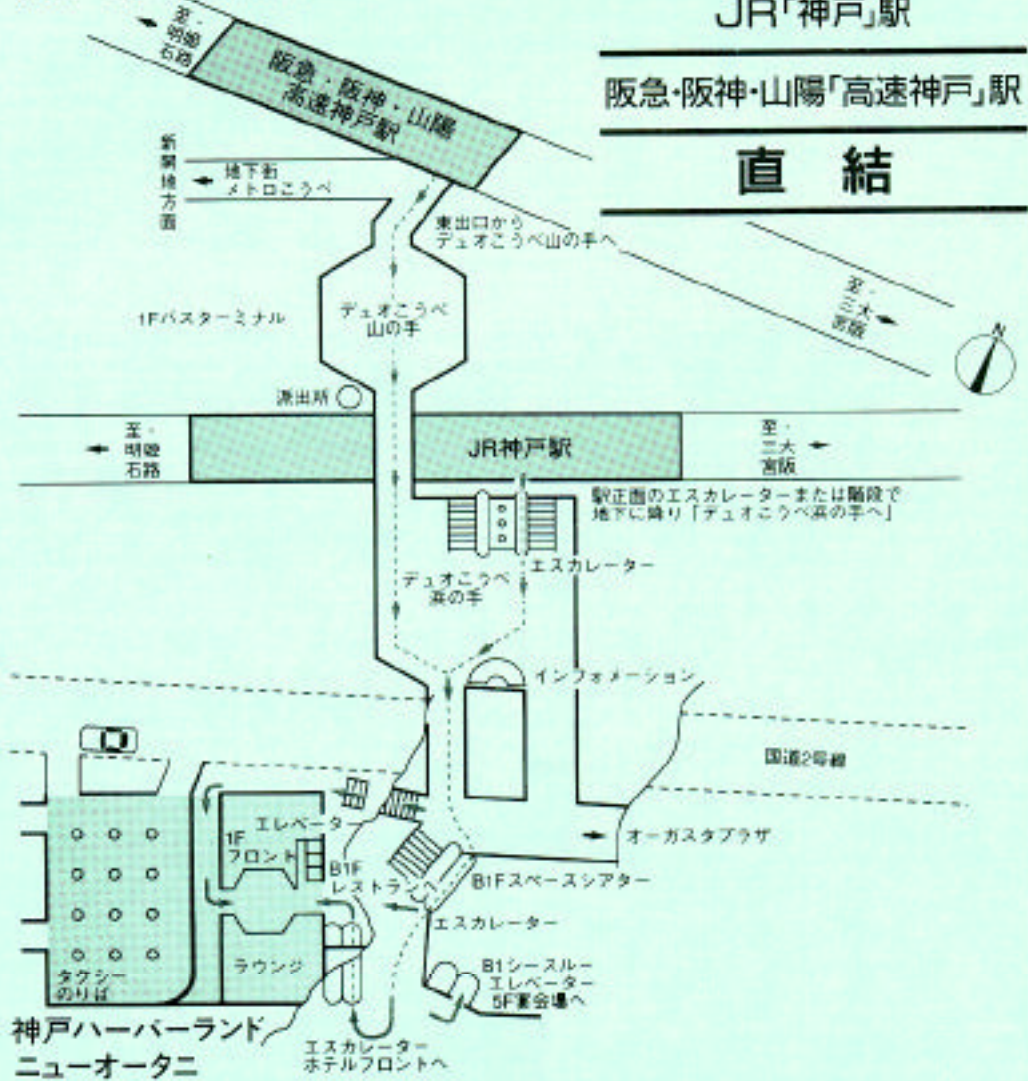 JR「神戸」駅
阪急・阪神・山陽「高速神戸」駅
直結
至・
明姫
石路
阪急・阪神・山陽
高速神戸駅
新開地方面
地下街
メトロこうべ
東出口から
デュオこうべ山の手へ
1Fバスターミナル
デュオこうべ
山の手
至・
三大
宮阪
N
派出所
至・
明姫
石路
JR神戸駅
至・
三大
宮阪
駅正面のエスカレーターまたは階段で
地下に降り「デュオこうべ浜の手へ」
エスカレーター
デュオこうべ
浜の手
インフォメーション
国道2号線
エレベーター
1F
フロント
オーガスタプラザ
B1F
レストラン
B1Fスペースシアター
エスカレーター
ラウンジ
B1シースルー
エレベーター
5F宴会場へ
タクシー
のりば
神戸ハーバーランド
ニューオータニ
エスカレーター
ホテルフロントへ